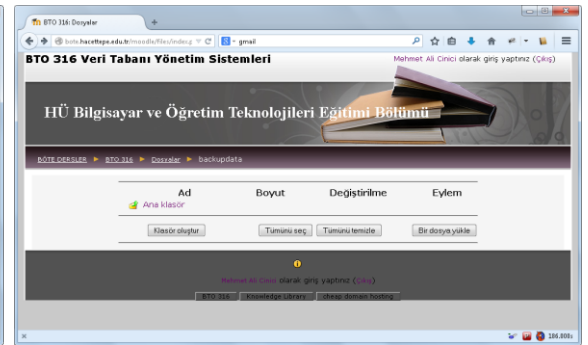 BTO 316: Dosyalar
bote.hacettepe.edu.tr/moodle/files/index.p
gmail
BTO 316 Veri Tabanı Yönetim Sistemleri
Mehmet Ali Cinici olarak giriş yaptınız (Çıkış)
HÜ Bilgisayar ve Öğretim Teknolojileri Eğitimi Bölümü
BÖTE DERSLER ► BTO 316 ► Dosyalar ► backupdata
Ad Boyut Değiştirilme Eylem
Ana klasör
Klasör oluştur Tümünü seç Tümünü temizle Bir dosya yükle
Mehmet Ali Cinici olarak giriş yaptınız (Çıkış)
BTO 316 Knowledge Library cheap domain hosting